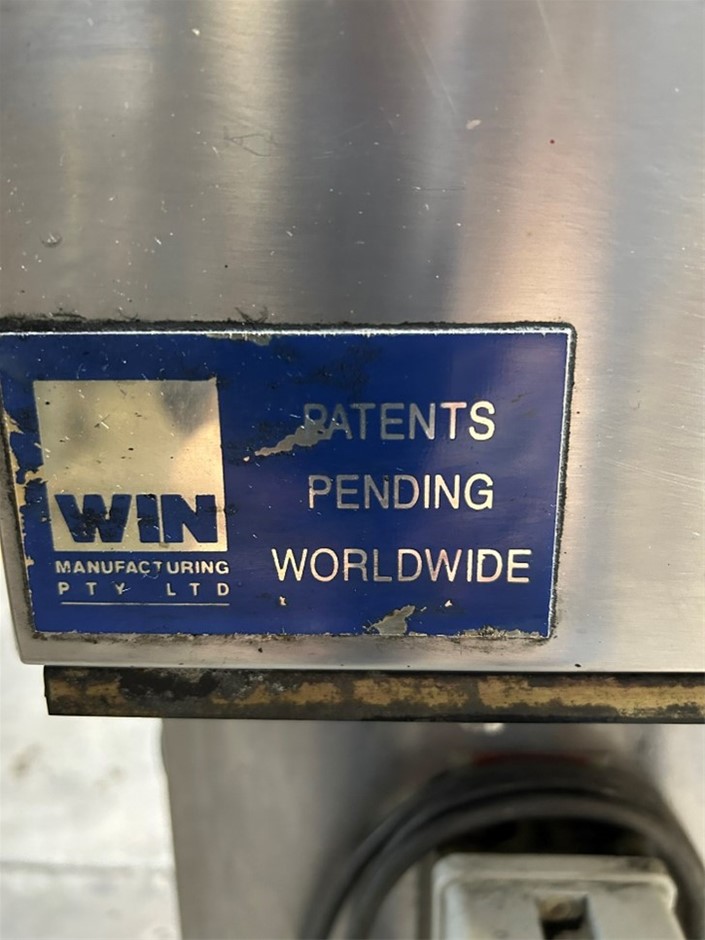 WIN
MANUFACTURING
PTY LTD
PATENTS
PENDING
WORLDWIDE